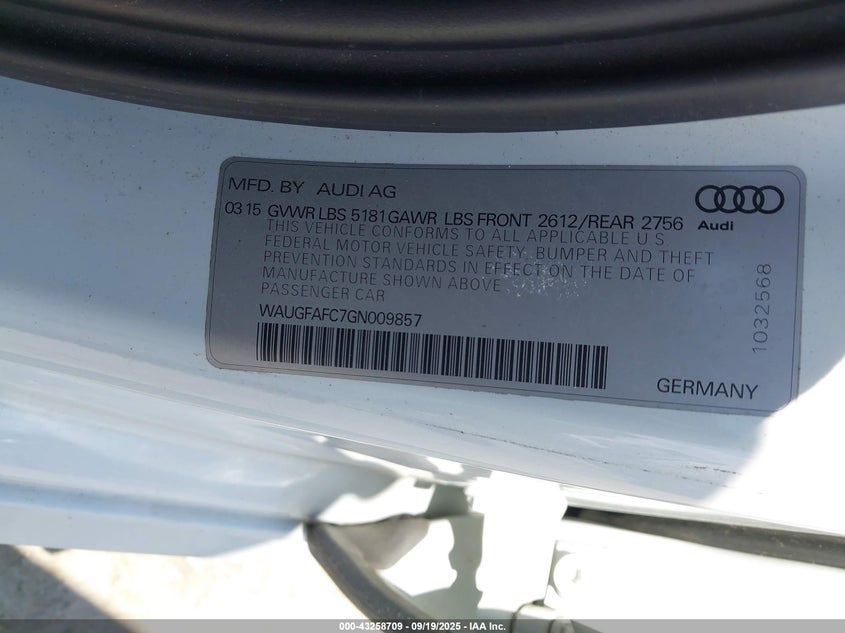 MFD. BY AUDI AG
0315 GVWR LBS 5181 GAWR LBS FRONT 2612/REAR 2756
Audi
THIS VEHICLE CONFORMS TO ALL APPLICABLE U S
FEDERAL MOTOR VEHICLE SAFETY, BUMPER AND THEFT
PREVENTION STANDARDS IN EFFECT ON THE DATE OF
MANUFACTURE SHOWN ABOVE
PASSENGER CAR
WAUGFAFC7GN009857
1032568
GERMANY
000-43258709 - 09/19/2025 - IAA Inc.